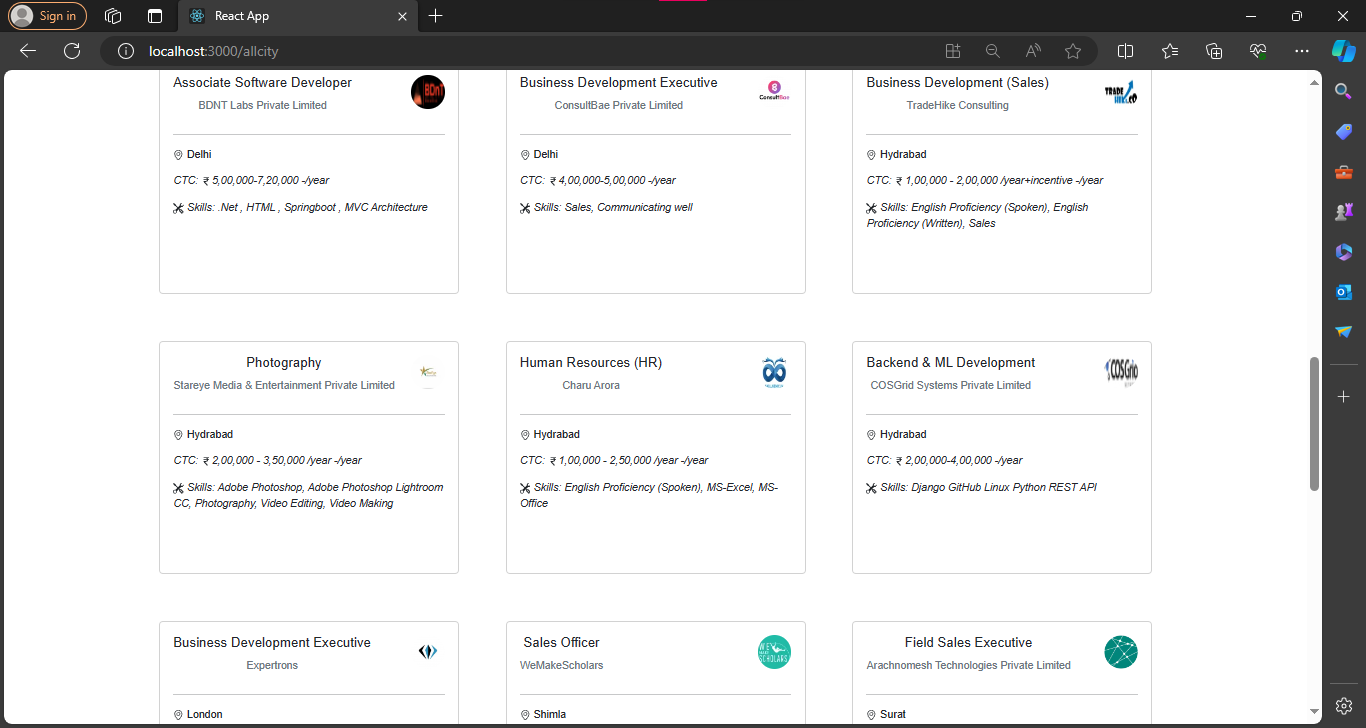 Sign in
React App
localhost:3000/allcity
Associate Software Developer
BDNT Labs Private Limited
BDnT
Delhi
CTC: ₹ 5,00,000-7,20,000 -/year
Skills: .Net , HTML , Springboot , MVC Architecture
Business Development Executive
ConsultBae Private Limited
ConsultBae
Delhi
CTC: ₹ 4,00,000-5,00,000 -/year
Skills: Sales, Communicating well
Business Development (Sales)
TradeHike Consulting
TRADE
HIKE.CO
Hydrabad
CTC: ₹ 1,00,000 - 2,00,000 /year+incentive -/year
Skills: English Proficiency (Spoken), English
Proficiency (Written), Sales
Photography
Stareye Media & Entertainment Private Limited
Hydrabad
CTC: ₹ 2,00,000 - 3,50,000 /year -/year
Skills: Adobe Photoshop, Adobe Photoshop Lightroom
CC, Photography, Video Editing, Video Making
Human Resources (HR)
Charu Arora
Hydrabad
CTC: ₹ 1,00,000 - 2,50,000 /year -/year
Skills: English Proficiency (Spoken), MS-Excel, MS-
Office
Backend & ML Development
COSGrid Systems Private Limited
COSGrid
Hydrabad
CTC: ₹ 2,00,000-4,00,000 -/year
Skills: Django GitHub Linux Python REST API
Business Development Executive
Expertrons
London
Sales Officer
WeMakeScholars
WE
MAKE
SCHOLARS
Shimla
Field Sales Executive
Arachnomesh Technologies Private Limited
Surat